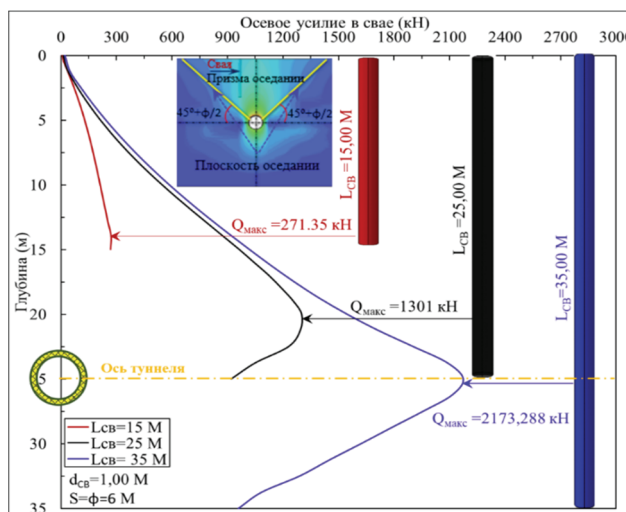 Осевое усилие в свае (кН)
0 300 600 900 1200 1500 1800 2100 2400 2700 3000
Глубина (м)
0
5
10
15
20
25
30
35
Свая
Призма оседании
45º+ϕ/2
45º+ϕ/2
Плоскость оседании
LСВ=15,00 М
LСВ=25,00 М
LСВ=35,00 М
Qмакс =271.35 кН
Qмакс =1301 кН
Ось туннеля
Qмакс =2173,288 кН
Lсв=15 М
Lсв=25 М
Lсв= 35 М
dСВ=1,00 М
S=ϕ=6 М